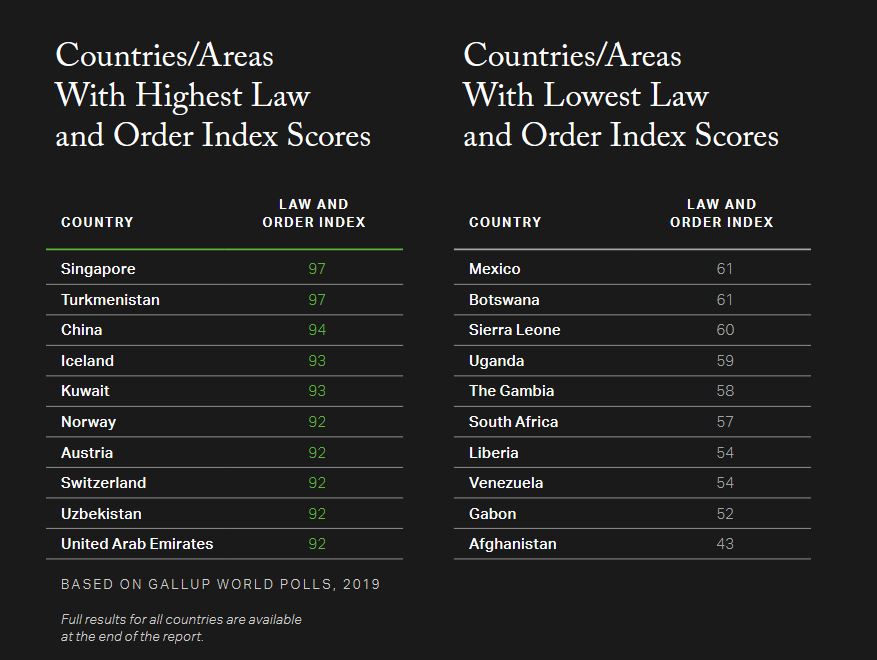 Countries/Areas
With Highest Law
and Order Index Scores
COUNTRY LAW AND
ORDER INDEX
Singapore 97
Turkmenistan 97
China 94
Iceland 93
Kuwait 93
Norway 92
Austria 92
Switzerland 92
Uzbekistan 92
United Arab Emirates 92
BASED ON GALLUP WORLD POLLS, 2019
Full results for all countries are available
at the end of the report.
Countries/Areas
With Lowest Law
and Order Index Scores
COUNTRY LAW AND
ORDER INDEX
Mexico 61
Botswana 61
Sierra Leone 60
Uganda 59
The Gambia 58
South Africa 57
Liberia 54
Venezuela 54
Gabon 52
Afghanistan 43